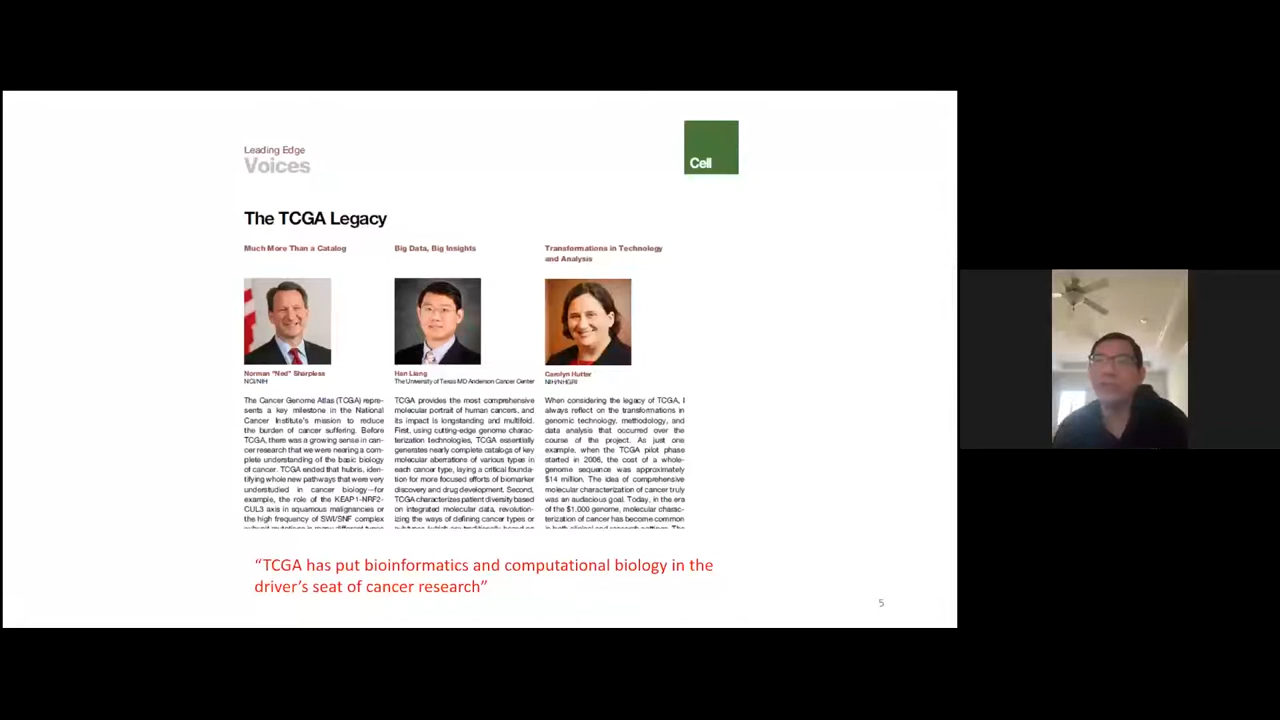 Leading Edge
Voices
Cell
The TCGA Legacy
Much More Than a Catalog
Norman "Ned" Sharpless
NCI/NIH
The Cancer Genome Atlas (TCGA) repre-
sents a key milestone in the National
Cancer Institute's mission to reduce
the burden of cancer suffering. Before
TCGA, there was a growing sense in can-
cer research that we were nearing a com-
plete understanding of the basic biology
of cancer. TCGA ended that hubris, iden-
tifying whole new pathways that were very
understudied in cancer biology—for
example, the role of the KEAP1-NRF2-
CUL3 axis in squamous malignancies or
the high frequency of SWI/SNF complex
Big Data, Big Insights
Han Liang
The University of Texas MD Anderson Cancer Center
TCGA provides the most comprehensive
molecular portrait of human cancers, and
its impact is longstanding and multifold.
First, using cutting-edge genome charac-
terization technologies, TCGA essentially
generates nearly complete catalogs of key
molecular aberrations of various types in
each cancer type, laying a critical founda-
tion for more focused efforts of biomarker
discovery and drug development. Second,
TCGA characterizes patient diversity based
on integrated molecular data, revolution-
izing the ways of defining cancer types or
Transformations in Technology
and Analysis
Carolyn Hutter
NIH/NHGRI
When considering the legacy of TCGA, I
always reflect on the transformations in
genomic technology, methodology, and
data analysis that occurred over the
course of the project. As just one
example, when the TCGA pilot phase
started in 2006, the cost of a whole-
genome sequence was approximately
$14 million. The idea of comprehensive
molecular characterization of cancer truly
was an audacious goal. Today, in the era
of the $1,000 genome, molecular charac-
terization of cancer has become common
“TCGA has put bioinformatics and computational biology in the
driver’s seat of cancer research”
5